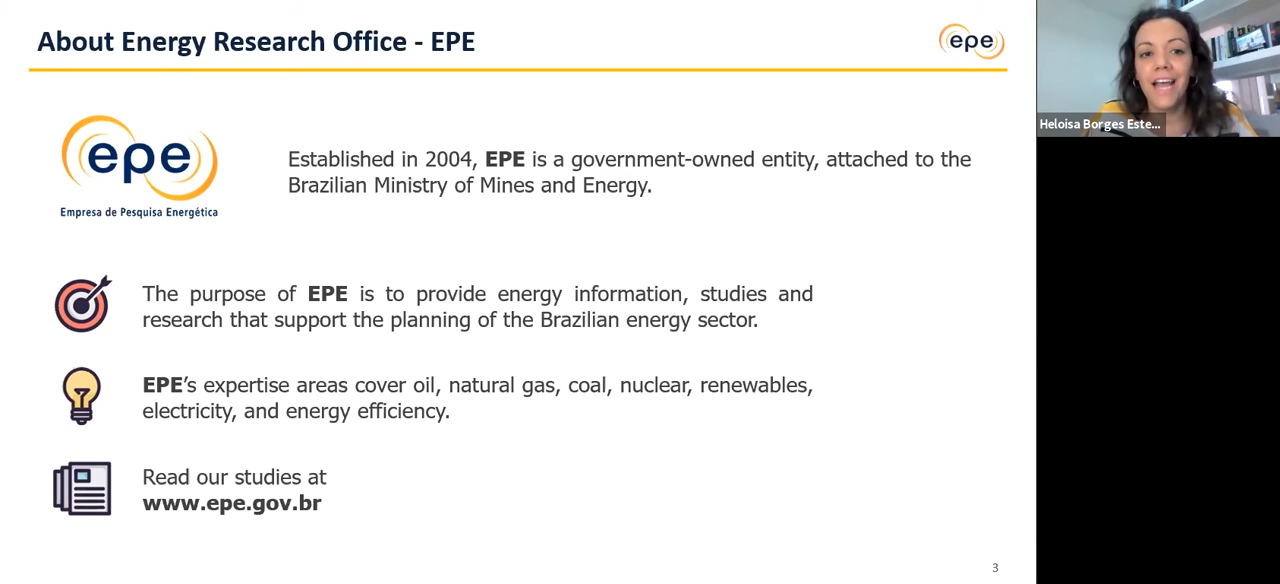 About Energy Research Office - EPE
epe
epe
Empresa de Pesquisa Energética
Established in 2004, EPE is a government-owned entity, attached to the
Brazilian Ministry of Mines and Energy.
The purpose of EPE is to provide energy information, studies and
research that support the planning of the Brazilian energy sector.
EPE's expertise areas cover oil, natural gas, coal, nuclear, renewables,
electricity, and energy efficiency.
Read our studies at
www.epe.gov.br
3
Heloisa Borges Este...